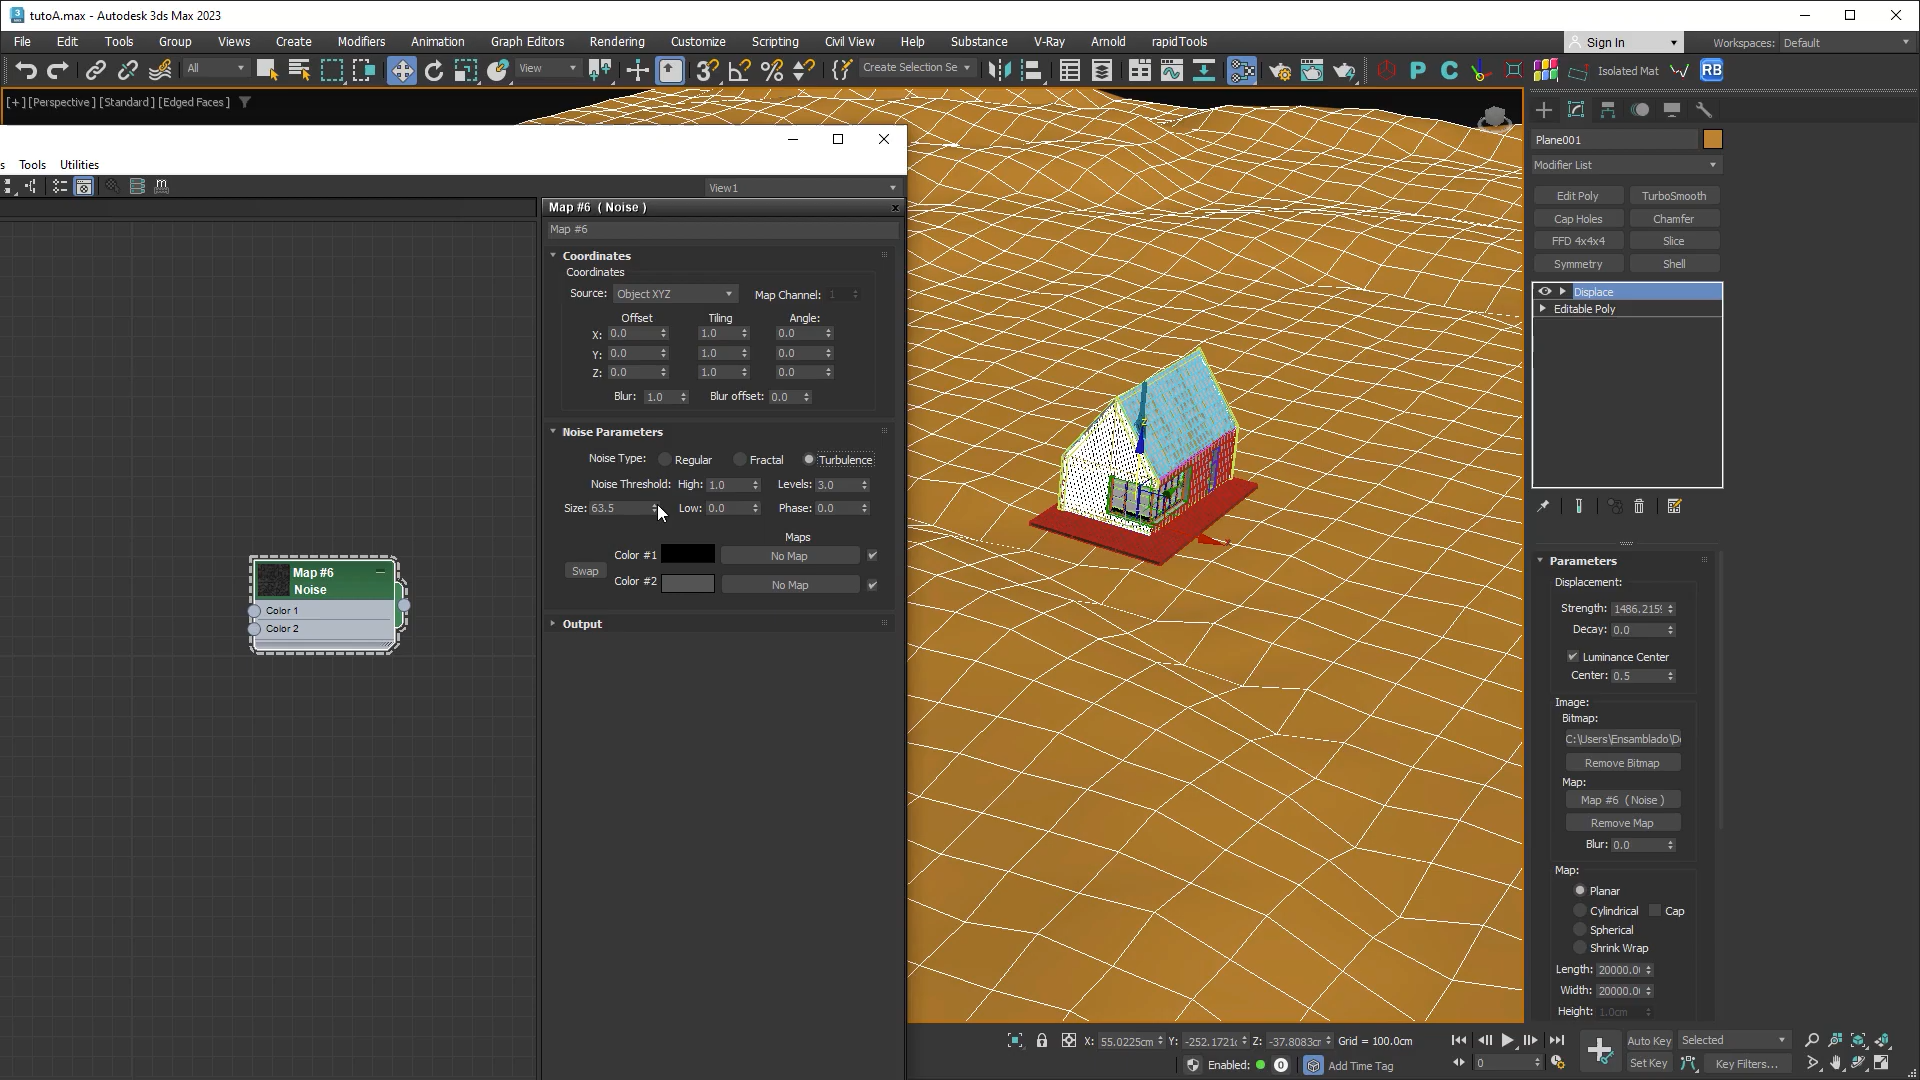 tutoA.max - Autodesk 3ds Max 2023
File Edit Tools Group Views Create Modifiers Animation Graph Editors Rendering Customize Scripting Civil View Help Substance V-Ray Arnold rapidTools Sign In Workspaces: Default
All View Create Selection Se Isolated Mat RB
[+] [Perspective ] [Standard ] [Edged Faces ]
Plane001
Modifier List
Edit Poly TurboSmooth
Cap Holes Chamfer
FFD 4x4x4 Slice
Symmetry Shell
Displace
Editable Poly
s Tools Utilities
View1
Map #6 ( Noise )
Map #6
Coordinates
Coordinates
Source: Object XYZ Map Channel: 1
Offset Tiling Angle:
X: 0.0 1.0 0.0
Y: 0.0 1.0 0.0
Z: 0.0 1.0 0.0
Blur: 1.0 Blur offset: 0.0
Noise Parameters
Noise Type: Regular Fractal Turbulence
Noise Threshold: High: 1.0 Levels: 3.0
Size: 63.5 Low: 0.0 Phase: 0.0
Maps
Color #1 No Map
Swap
Color #2 No Map
Output
Map #6
Noise
Color 1
Color 2
Z
Parameters
Displacement:
Strength: 1486.215
Decay: 0.0
Luminance Center
Center: 0.5
Image:
Bitmap:
C:\Users\Ensamblado\D
Remove Bitmap
Map:
Map #6 ( Noise )
Remove Map
Blur: 0.0
Map:
Planar
Cylindrical Cap
Spherical
Shrink Wrap
Length: 20000.0
Width: 20000.0
Height: 1.0cm
X: 55.0225cm Y: -252.172 Z: -37.8083cm Grid = 100.0cm
Enabled: 0 Add Time Tag
0
Auto Key Selected
Set Key Key Filters...